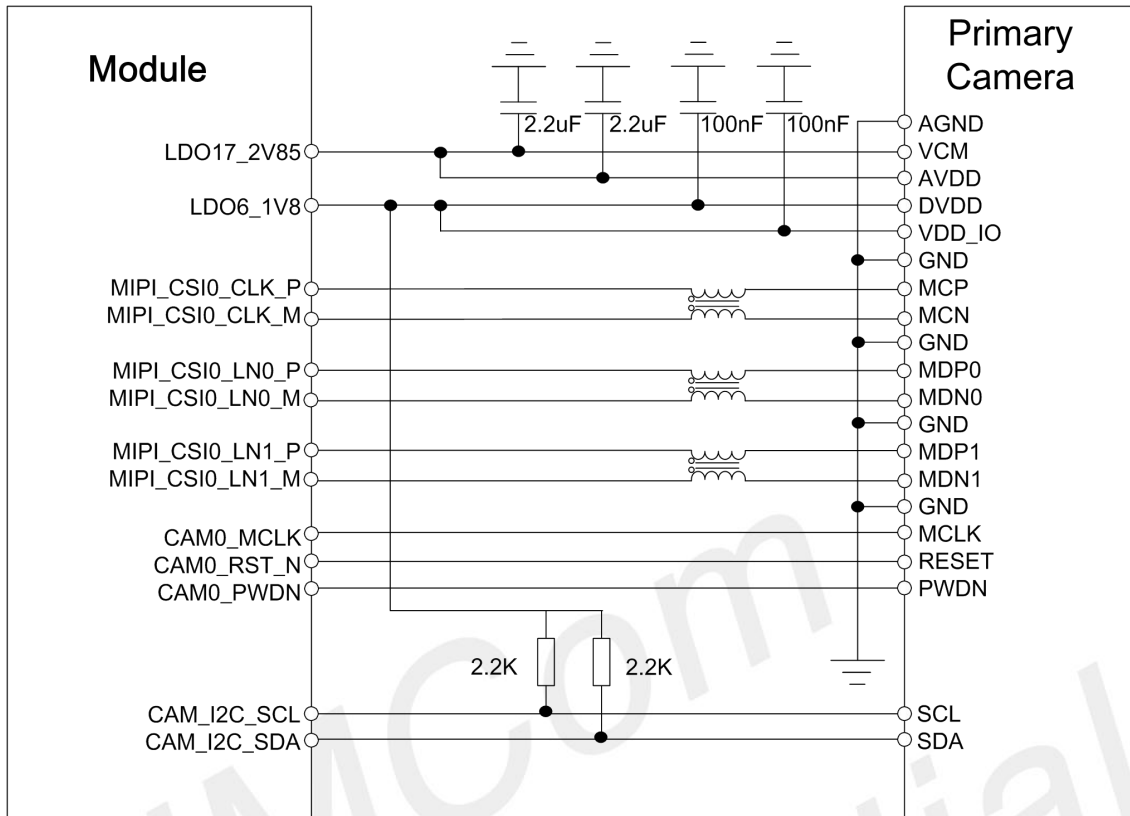 Module
Primary
Camera
2.2uF
2.2uF
100nF
100nF
LDO17_2V85
LDO6_1V8
MIPI_CSI0_CLK_P
MIPI_CSI0_CLK_M
MIPI_CSI0_LN0_P
MIPI_CSI0_LN0_M
MIPI_CSI0_LN1_P
MIPI_CSI0_LN1_M
CAM0_MCLK
CAM0_RST_N
CAM0_PWDN
2.2K
2.2K
CAM_I2C_SCL
CAM_I2C_SDA
AGND
VCM
AVDD
DVDD
VDD_IO
GND
MCP
MCN
GND
MDP0
MDN0
GND
MDP1
MDN1
GND
MCLK
RESET
PWDN
SCL
SDA